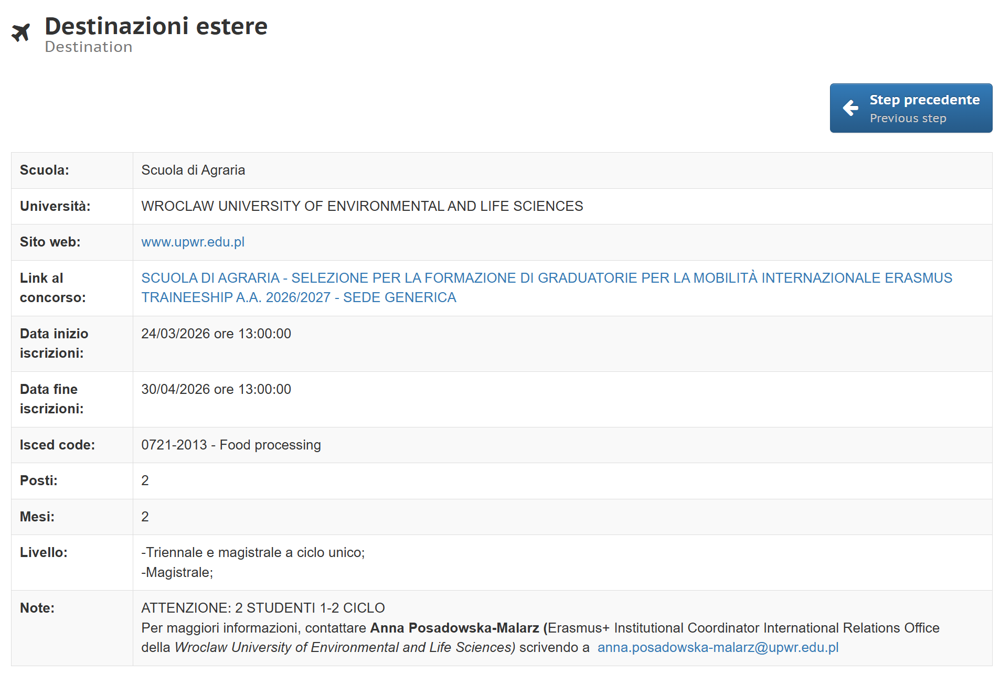 Destinazioni estere
Destination
Step precedente
Previous step
Scuola: Scuola di Agraria
Università: WROCLAW UNIVERSITY OF ENVIRONMENTAL AND LIFE SCIENCES
Sito web: www.upwr.edu.pl
Link al concorso: SCUOLA DI AGRARIA - SELEZIONE PER LA FORMAZIONE DI GRADUATORIE PER LA MOBILITÀ INTERNAZIONALE ERASMUS
TRAINEESHIP A.A. 2026/2027 - SEDE GENERICA
Data inizio iscrizioni: 24/03/2026 ore 13:00:00
Data fine iscrizioni: 30/04/2026 ore 13:00:00
Isced code: 0721-2013 - Food processing
Posti: 2
Mesi: 2
Livello: -Triennale e magistrale a ciclo unico;
-Magistrale;
Note: ATTENZIONE: 2 STUDENTI 1-2 CICLO
Per maggiori informazioni, contattare Anna Posadowska-Malarz (Erasmus+ Institutional Coordinator International Relations Office
della Wroclaw University of Environmental and Life Sciences) scrivendo a anna.posadowska-malarz@upwr.edu.pl